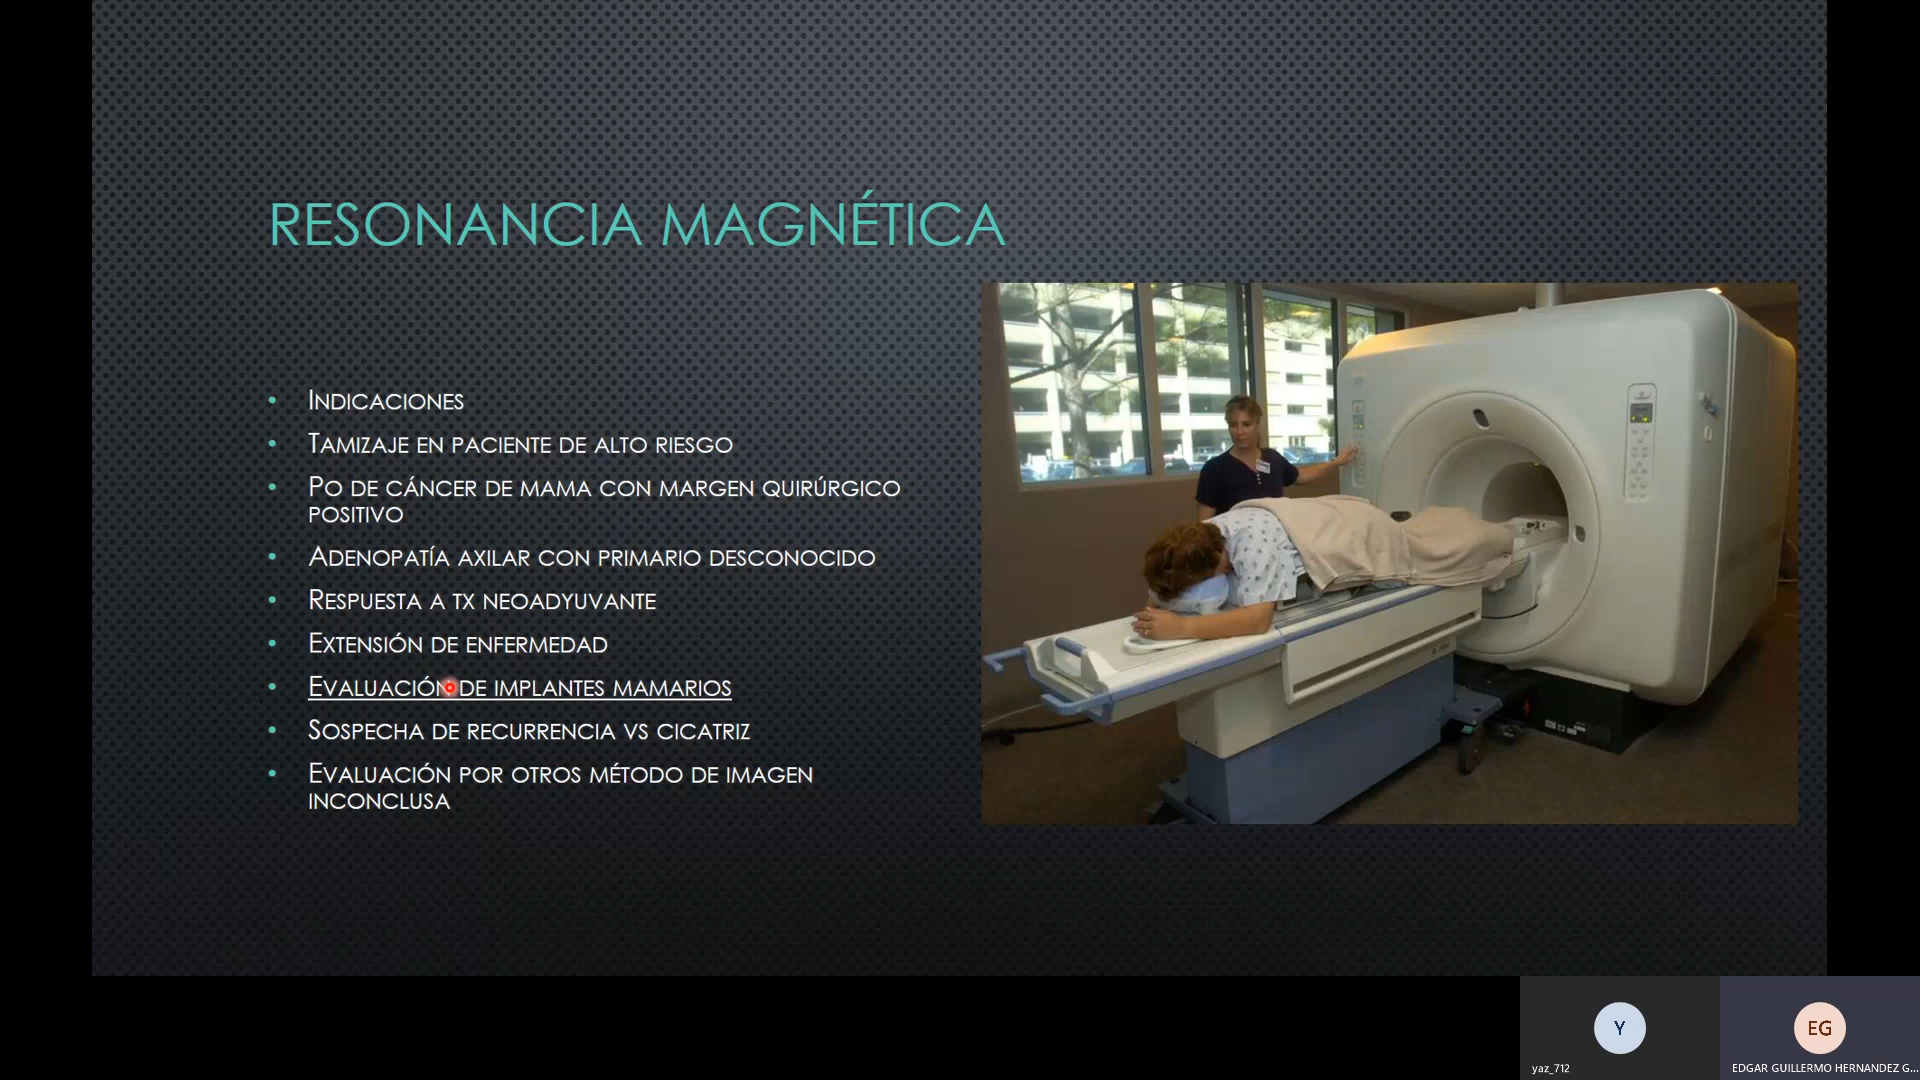 RESONANCIA MAGNÉTICA
• INDICACIONES
• TAMIZAJE EN PACIENTE DE ALTO RIESGO
• PO DE CÁNCER DE MAMA CON MARGEN QUIRÚRGICO
POSITIVO
• ADENOPATÍA AXILAR CON PRIMARIO DESCONOCIDO
• RESPUESTA A TX NEOADYUVANTE
• EXTENSIÓN DE ENFERMEDAD
• EVALUACIÓN DE IMPLANTES MAMARIOS
• SOSPECHA DE RECURRENCIA VS CICATRIZ
• EVALUACIÓN POR OTROS MÉTODO DE IMAGEN
INCONCLUSA
Y
EG
yaz_712
EDGAR GUILLERMO HERNANDEZ G...